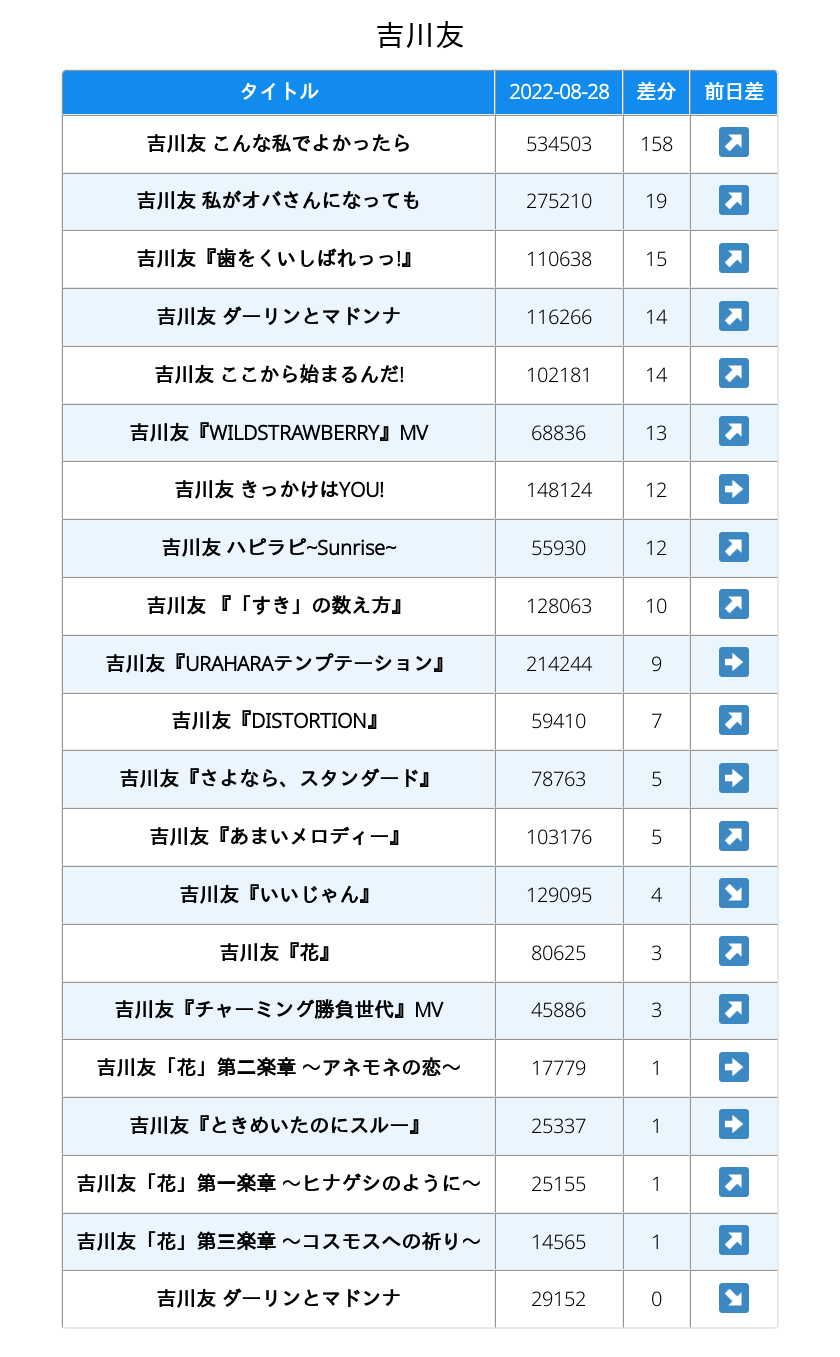 吉川友
タイトル 2022-08-28 差分 前日差
吉川友 こんな私でよかったら 534503 158
吉川友 私がオバさんになっても 275210 19
吉川友『歯をくいしばれっっ!』 110638 15
吉川友 ダーリンとマドンナ 116266 14
吉川友 ここから始まるんだ! 102181 14
吉川友『WILDSTRAWBERRY』MV 68836 13
吉川友 きっかけはYOU! 148124 12
吉川友 ハピラピ~Sunrise~ 55930 12
吉川友 『「すき」の数え方』 128063 10
吉川友『URAHARAテンプテーション』 214244 9
吉川友『DISTORTION』 59410 7
吉川友『さよなら、スタンダード』 78763 5
吉川友『あまいメロディー』 103176 5
吉川友『いいじゃん』 129095 4
吉川友『花』 80625 3
吉川友『チャーミング勝負世代』MV 45886 3
吉川友「花」第二楽章 〜アネモネの恋〜 17779 1
吉川友『ときめいたのにスルー』 25337 1
吉川友「花」第一楽章 〜ヒナゲシのように〜 25155 1
吉川友「花」第三楽章 〜コスモスへの祈り〜 14565 1
吉川友 ダーリンとマドンナ 29152 0